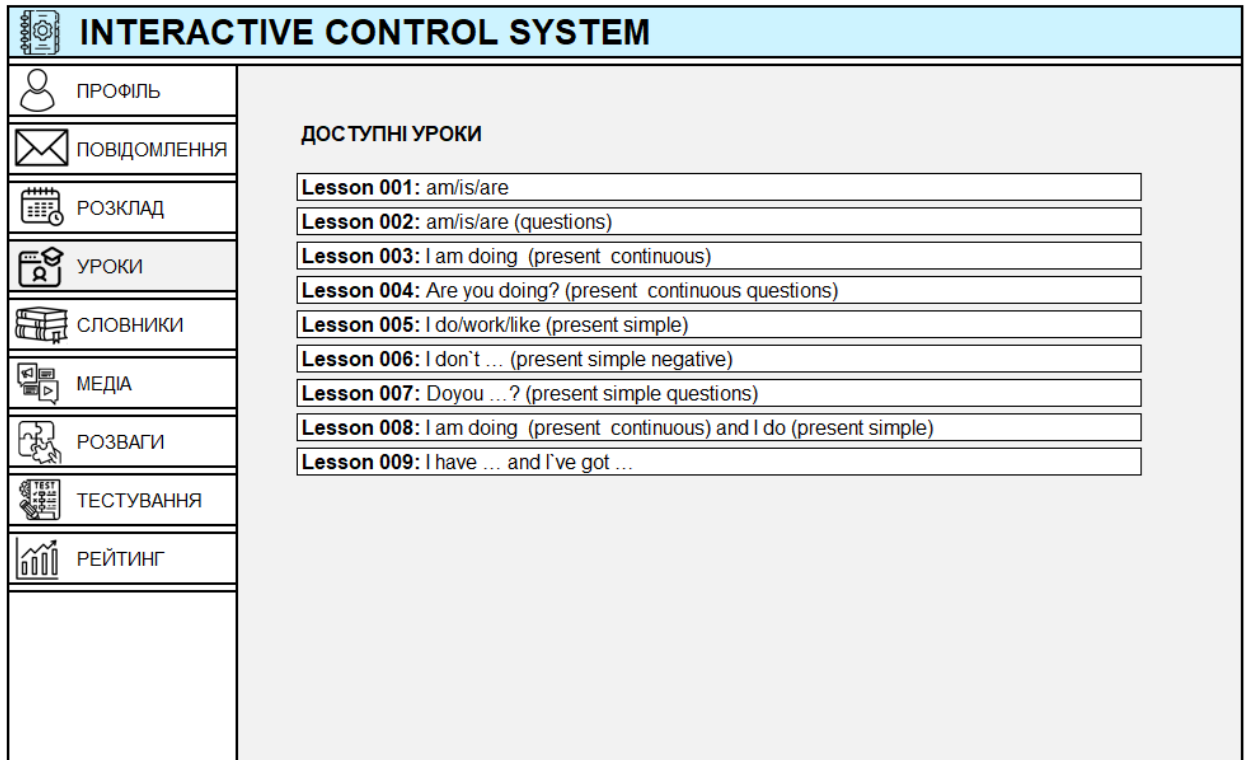 INTERACTIVE CONTROL SYSTEM
ПРОФІЛЬ
ПОВІДОМЛЕННЯ
РОЗКЛАД
УРОКИ
СЛОВНИКИ
МЕДІА
РОЗВАГИ
TEST
ТЕСТУВАННЯ
РЕЙТИНГ
ДОСТУПНІ УРОКИ
Lesson 001: am/is/are
Lesson 002: am/is/are (questions)
Lesson 003: I am doing (present continuous)
Lesson 004: Are you doing? (present continuous questions)
Lesson 005: I do/work/like (present simple)
Lesson 006: I don`t … (present simple negative)
Lesson 007: Doyou …? (present simple questions)
Lesson 008: I am doing (present continuous) and I do (present simple)
Lesson 009: I have … and I`ve got …